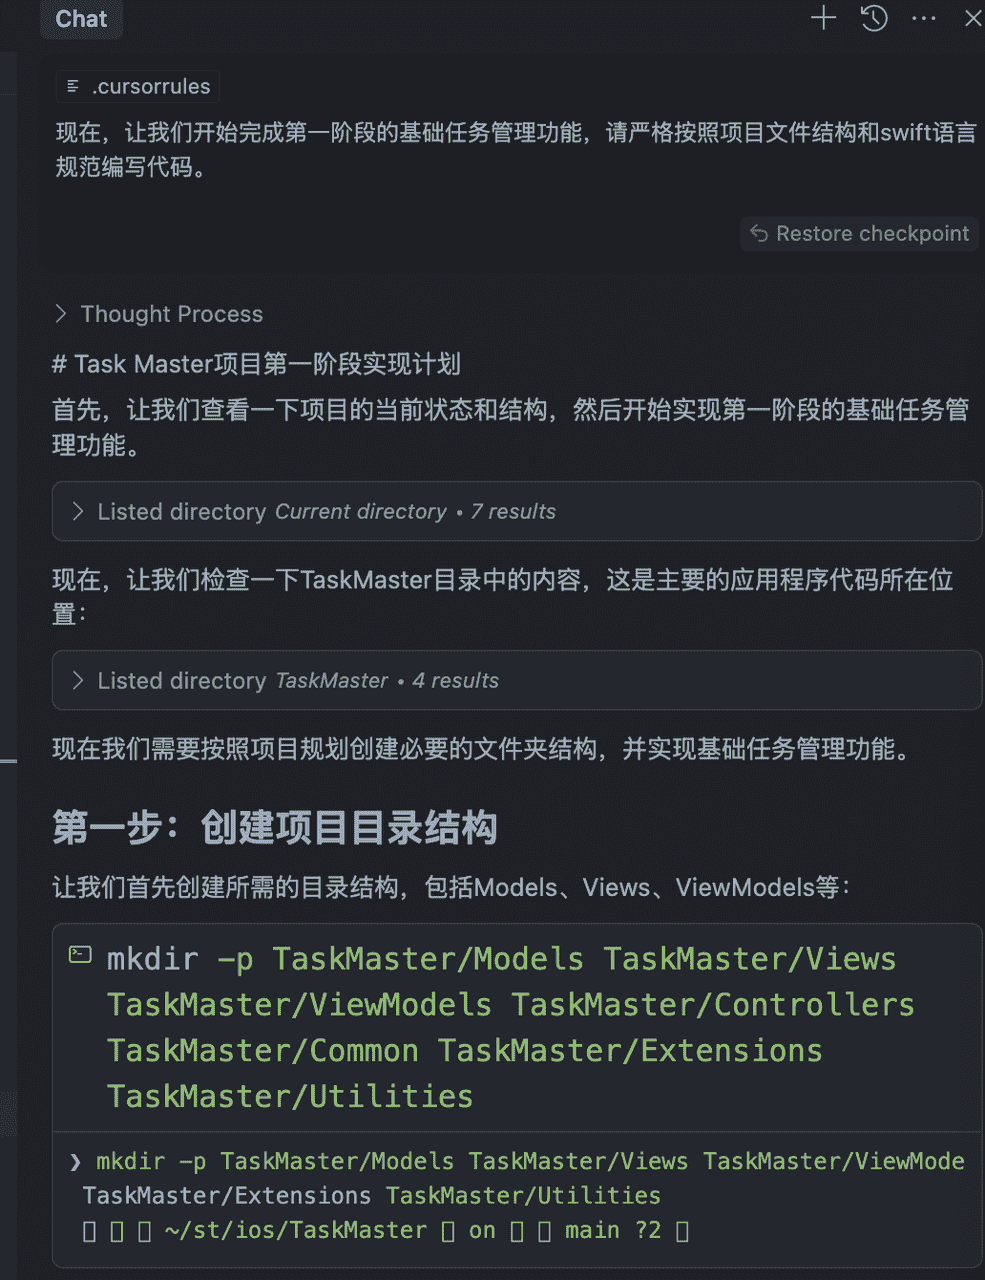 Chat
.cursorrules
现在，让我们开始完成第一阶段的基础任务管理功能，请严格按照项目文件结构和swift语言
规范编写代码。
Restore checkpoint
Thought Process
# Task Master项目第一阶段实现计划
首先，让我们查看一下项目的当前状态和结构，然后开始实现第一阶段的基础任务管
理功能。
Listed directory Current directory • 7 results
现在，让我们检查一下TaskMaster目录中的内容，这是主要的应用程序代码所在位
置：
Listed directory TaskMaster • 4 results
现在我们需要按照项目规划创建必要的文件夹结构，并实现基础任务管理功能。
第一步：创建项目目录结构
让我们首先创建所需的目录结构，包括Models、Views、ViewModels等：
mkdir -p TaskMaster/Models TaskMaster/Views
TaskMaster/ViewModels TaskMaster/Controllers
TaskMaster/Common TaskMaster/Extensions
TaskMaster/Utilities
❯ mkdir -p TaskMaster/Models TaskMaster/Views TaskMaster/ViewMode
TaskMaster/Extensions TaskMaster/Utilities
~/st/ios/TaskMaster on main ?2